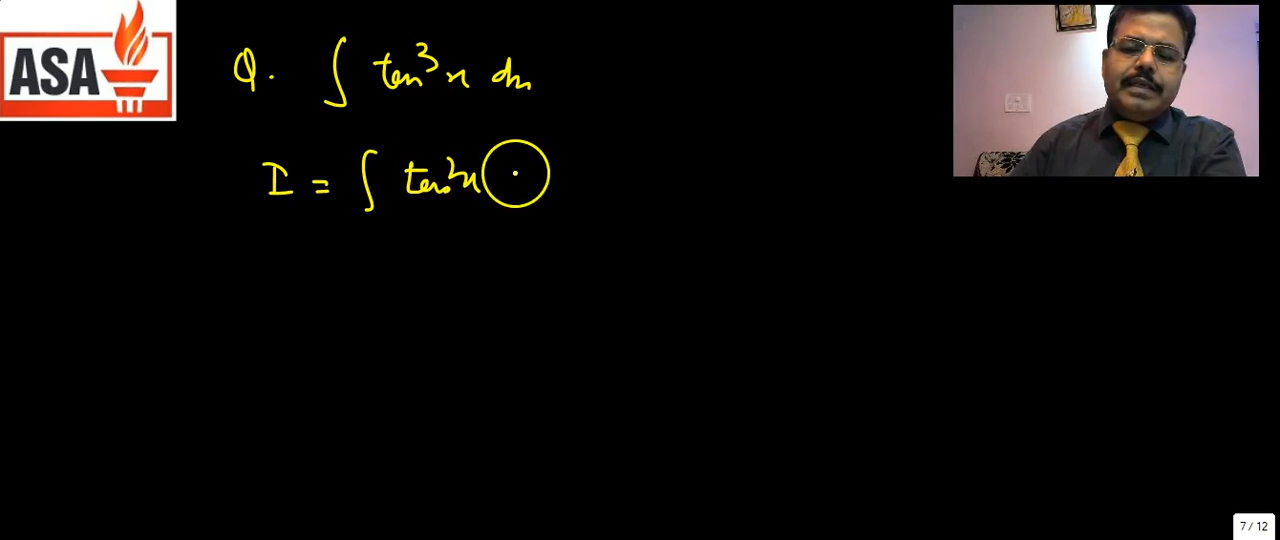 ASA
Q. ∫ tan³x dx
I = ∫ tan²x
7 / 12